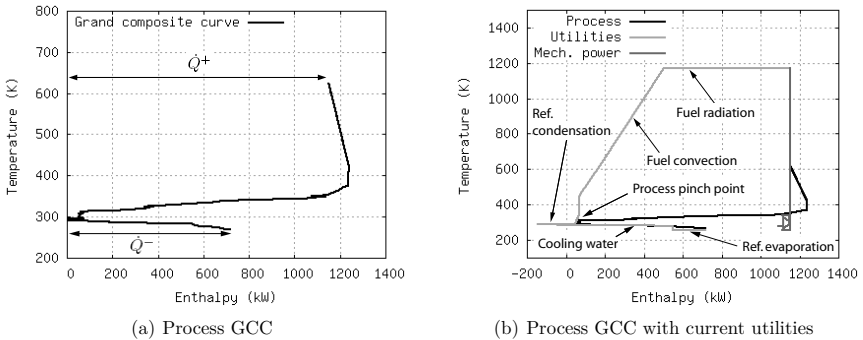 Grand composite curve
Q̇⁺
Q̇⁻
Temperature (K)
800
700
600
500
400
300
200
0
200
400
600
800
1000
1200
1400
Enthalpy (kW)
(a) Process GCC
Process
Utilities
Mech. power
Ref.
condensation
Fuel radiation
Fuel convection
Process pinch point
Cooling water
Ref. evaporation
Temperature (K)
1400
1200
1000
800
600
400
200
-200
0
200
400
600
800
1000
1200
1400
Enthalpy (kW)
(b) Process GCC with current utilities